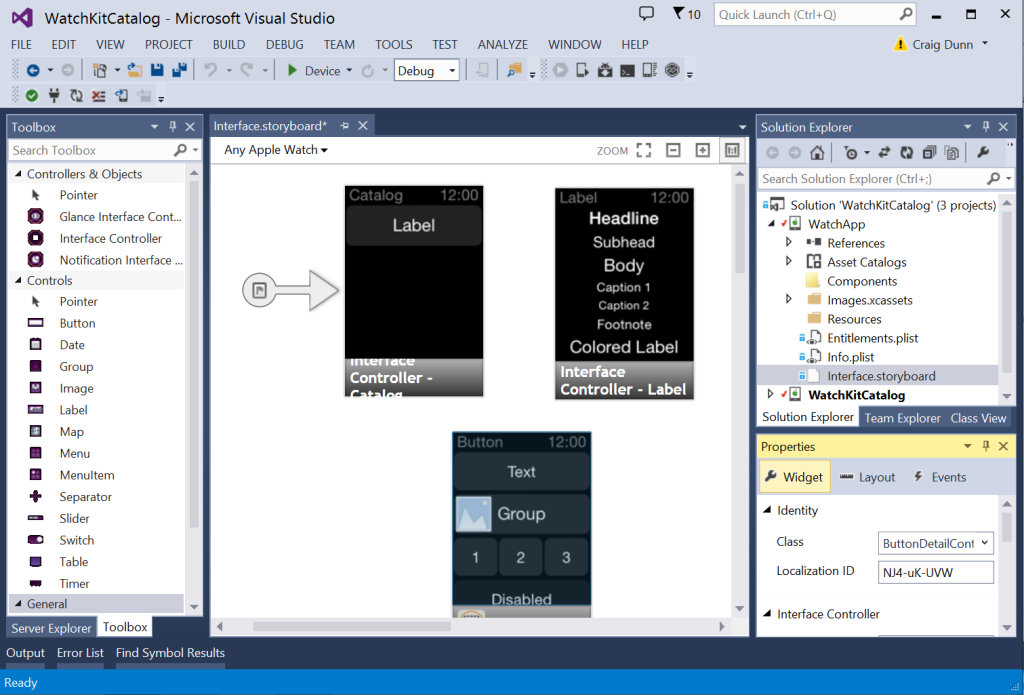 WatchKitCatalog - Microsoft Visual Studio
10
Quick Launch (Ctrl+Q)
FILE EDIT VIEW PROJECT BUILD DEBUG TEAM TOOLS TEST ANALYZE WINDOW HELP
Craig Dunn
Device
Debug
Toolbox
Search Toolbox
Controllers & Objects
Pointer
Glance Interface Cont...
Interface Controller
Notification Interface ...
Controls
Pointer
Button
Date
Group
Image
Label
Map
Menu
MenuItem
Separator
Slider
Switch
Table
Timer
General
Server Explorer Toolbox
Interface.storyboard*
Any Apple Watch
ZOOM
Catalog 12:00
Label
Interface
Controller -
Catalog
Label 12:00
Headline
Subhead
Body
Caption 1
Caption 2
Footnote
Colored Label
Interface
Controller - Label
Button 12:00
Text
Group
1 2 3
Disabled
Solution Explorer
Search Solution Explorer (Ctrl+;)
Solution 'WatchKitCatalog' (3 projects)
WatchApp
References
Asset Catalogs
Components
Images.xcassets
Resources
Entitlements.plist
Info.plist
Interface.storyboard
WatchKitCatalog
Solution Explorer Team Explorer Class View
Properties
Widget Layout Events
Identity
Class ButtonDetailCont
Localization ID NJ4-uK-UVW
Interface Controller
Output Error List Find Symbol Results
Ready